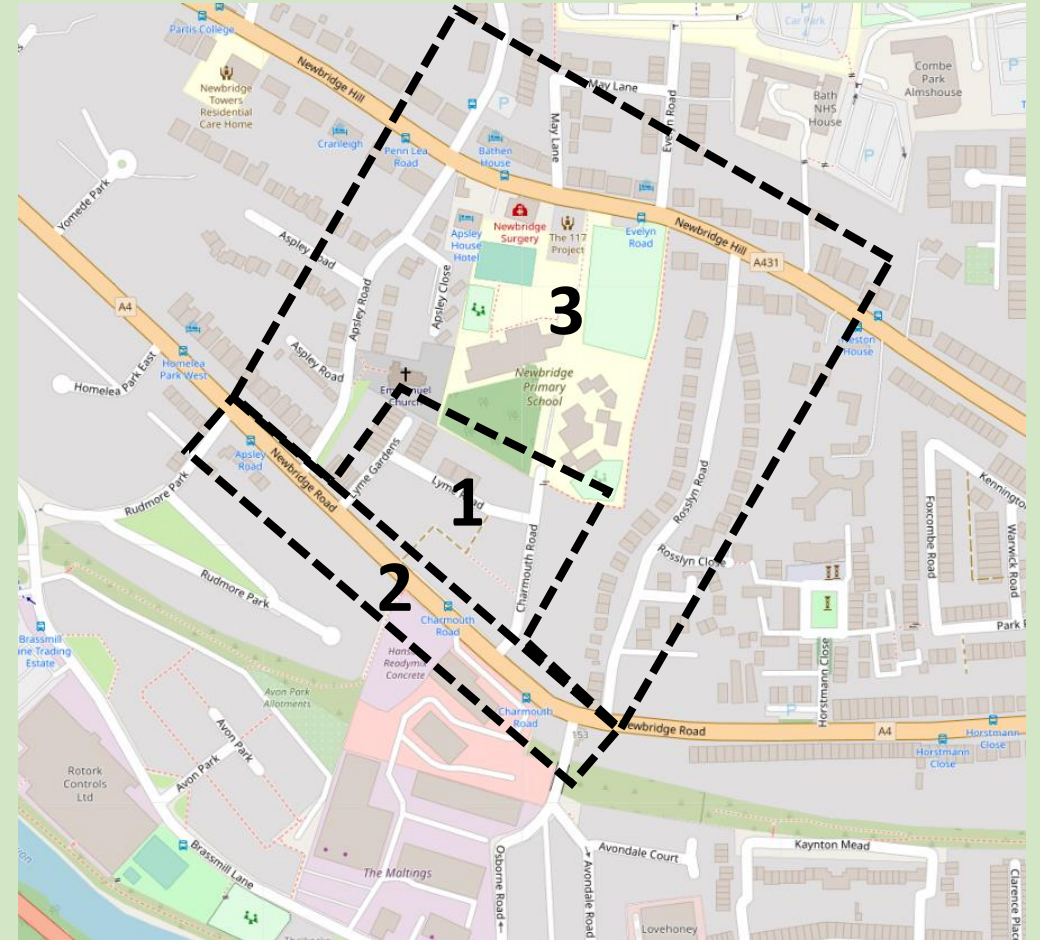 Partis College
Newbridge Hill
Newbridge
Towers
Residential
Care Home
Cranleigh
Penn Lea
Road
Bathen
House
P
May Lane
May Lane
Evelyn Road
Car Park
Bath
NHS
House
P
P
Combe
Park
Almshouse
Yomede Park
Apsley Road
Apsley Road
Apsley Close
Apsley
House
Hotel
Newbridge
Surgery
The 117
Project
Evelyn
Road
Newbridge Hill
A431
Weston
House
3
A4
Homelea
Park West
Homelea Park East
Apsley Road
Church
Newbridge
Primary
School
Apsley
Road
Newbridge Road
Rudmore Park
Lyme Gardens
Lyme Road
1
Charmouth Road
Rosslyn Road
Rosslyn Close
Foxcombe Road
Kennington
Warwick Road
Park
2
Rudmore Park
Charmouth
Road
Readymix
Concrete
Brassmill
Trading
Estate
Avon Park
Allotments
Charmouth
Road
153
Newbridge Road
A4
P
Horstmann Close
Horstmann
Close
Horstmann
Close
Avon Park
Avon Park
Rotork
Controls
Ltd
Brassmill Lane
The Maltings
Osborne Road
Avondale Road
Avondale Court
Kaynton Mead
Lovehoney
Clarence Place